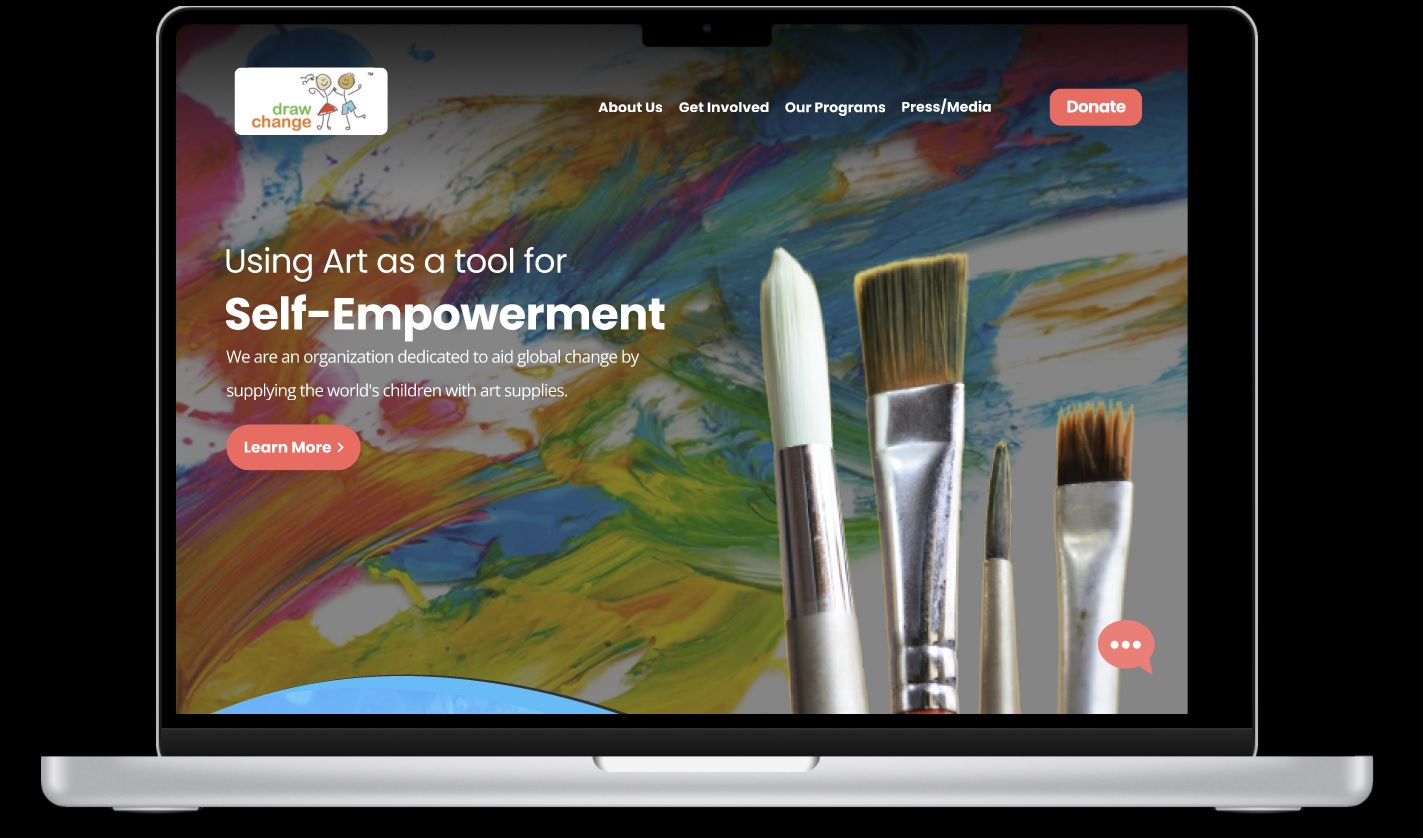 draw
change
™
About Us Get Involved Our Programs Press/Media Donate
Using Art as a tool for
Self-Empowerment
We are an organization dedicated to aid global change by
supplying the world's children with art supplies.
Learn More >